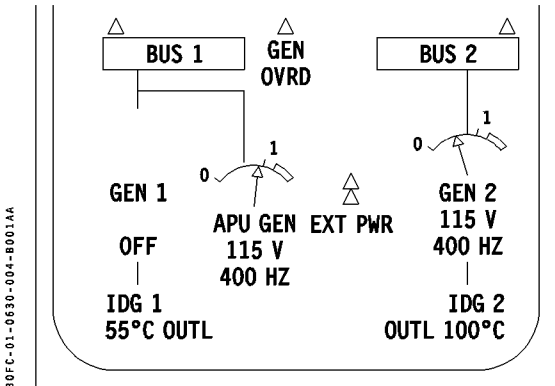 BUS 1
GEN
OVRD
BUS 2
0
1
0
1
GEN 1
APU GEN
115 V
400 HZ
EXT PWR
GEN 2
115 V
400 HZ
OFF
IDG 1
55°C OUTL
IDG 2
OUTL 100°C
0FC-01-0630-004-B001AA